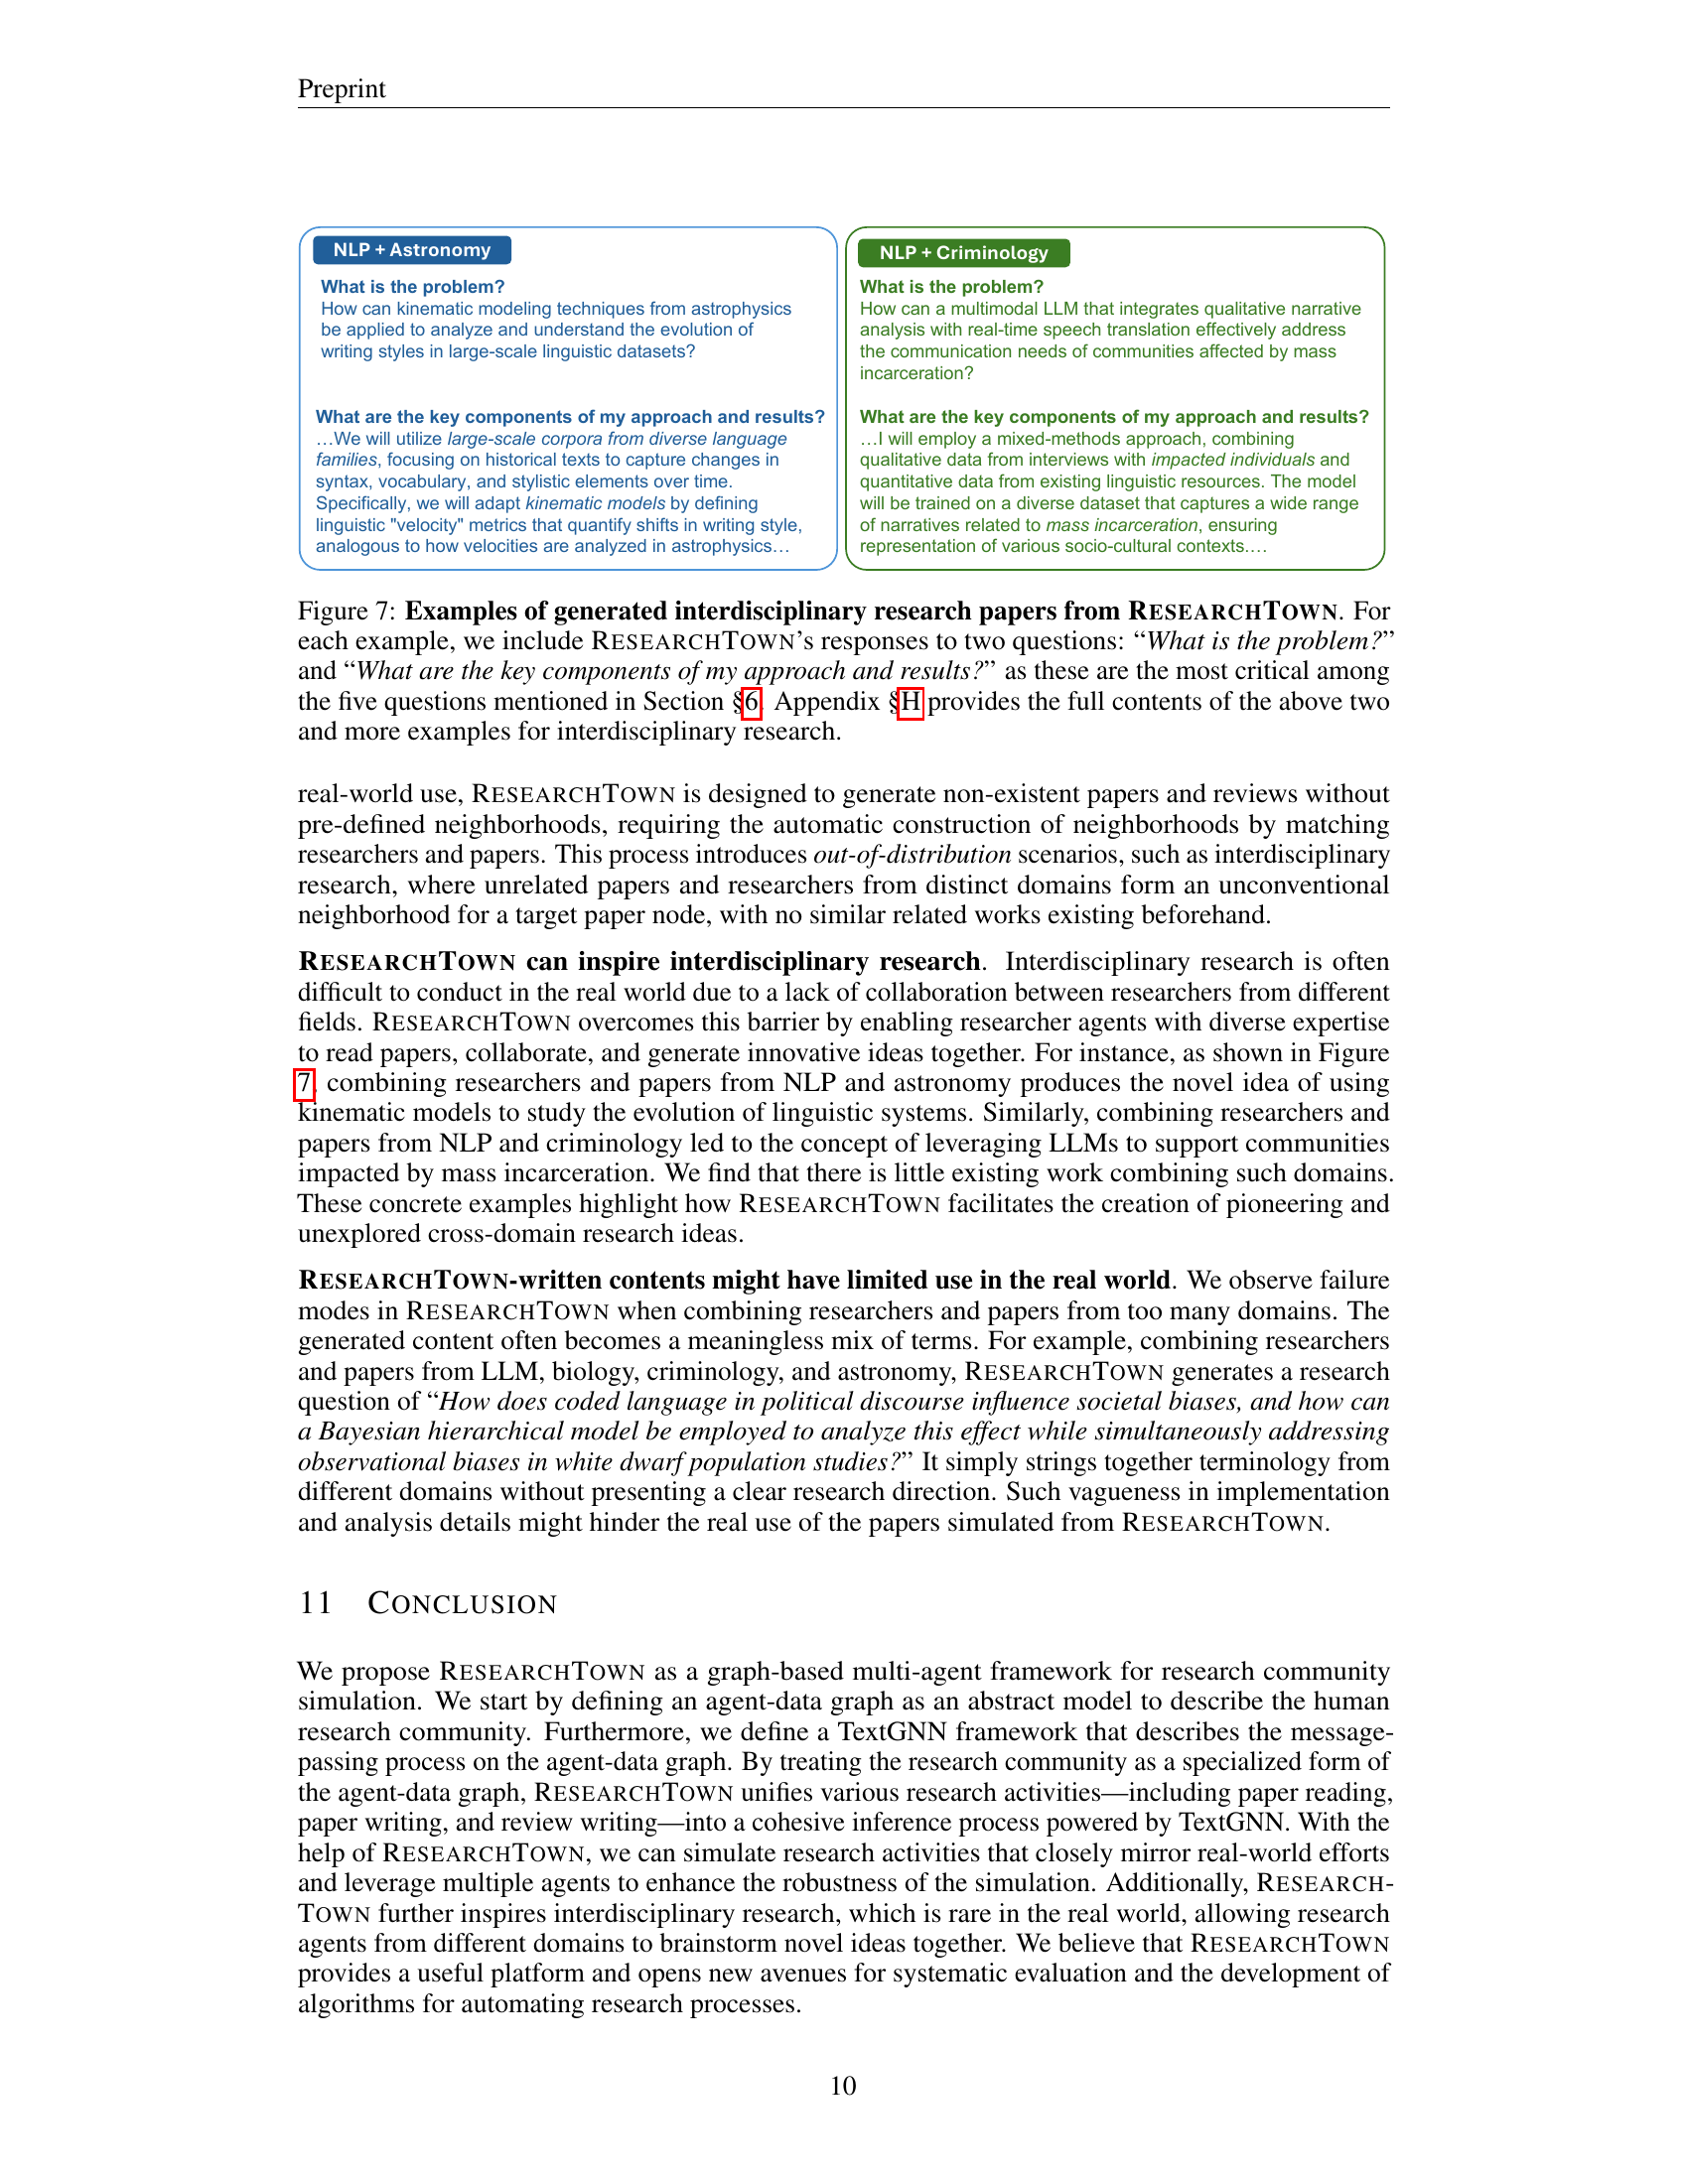 Preprint
NLP + Astronomy
What is the problem?
How can kinematic modeling techniques from astrophysics
be applied to analyze and understand the evolution of
writing styles in large-scale linguistic datasets?
What are the key components of my approach and results?
…We will utilize large-scale corpora from diverse language
families, focusing on historical texts to capture changes in
syntax, vocabulary, and stylistic elements over time.
Specifically, we will adapt kinematic models by defining
linguistic "velocity" metrics that quantify shifts in writing style,
analogous to how velocities are analyzed in astrophysics…
NLP + Criminology
What is the problem?
How can a multimodal LLM that integrates qualitative narrative
analysis with real-time speech translation effectively address
the communication needs of communities affected by mass
incarceration?
What are the key components of my approach and results?
…I will employ a mixed-methods approach, combining
qualitative data from interviews with impacted individuals and
quantitative data from existing linguistic resources. The model
will be trained on a diverse dataset that captures a wide range
of narratives related to mass incarceration, ensuring
representation of various socio-cultural contexts.…
Figure 7: Examples of generated interdisciplinary research papers from RESEARCHTOWN. For
each example, we include RESEARCHTOWN's responses to two questions: “What is the problem?”
and “What are the key components of my approach and results?” as these are the most critical among
the five questions mentioned in Section §6. Appendix §H provides the full contents of the above two
and more examples for interdisciplinary research.
real-world use, RESEARCHTOWN is designed to generate non-existent papers and reviews without
pre-defined neighborhoods, requiring the automatic construction of neighborhoods by matching
researchers and papers. This process introduces out-of-distribution scenarios, such as interdisciplinary
research, where unrelated papers and researchers from distinct domains form an unconventional
neighborhood for a target paper node, with no similar related works existing beforehand.
RESEARCHTOWN can inspire interdisciplinary research. Interdisciplinary research is often
difficult to conduct in the real world due to a lack of collaboration between researchers from different
fields. RESEARCHTOWN overcomes this barrier by enabling researcher agents with diverse expertise
to read papers, collaborate, and generate innovative ideas together. For instance, as shown in Figure
7, combining researchers and papers from NLP and astronomy produces the novel idea of using
kinematic models to study the evolution of linguistic systems. Similarly, combining researchers and
papers from NLP and criminology led to the concept of leveraging LLMs to support communities
impacted by mass incarceration. We find that there is little existing work combining such domains.
These concrete examples highlight how RESEARCHTOWN facilitates the creation of pioneering and
unexplored cross-domain research ideas.
RESEARCHTOWN-written contents might have limited use in the real world. We observe failure
modes in RESEARCHTOWN when combining researchers and papers from too many domains. The
generated content often becomes a meaningless mix of terms. For example, combining researchers
and papers from LLM, biology, criminology, and astronomy, RESEARCHTOWN generates a research
question of “How does coded language in political discourse influence societal biases, and how can
a Bayesian hierarchical model be employed to analyze this effect while simultaneously addressing
observational biases in white dwarf population studies?” It simply strings together terminology from
different domains without presenting a clear research direction. Such vagueness in implementation
and analysis details might hinder the real use of the papers simulated from RESEARCHTOWN.
11 CONCLUSION
We propose RESEARCHTOWN as a graph-based multi-agent framework for research community
simulation. We start by defining an agent-data graph as an abstract model to describe the human
research community. Furthermore, we define a TextGNN framework that describes the message-
passing process on the agent-data graph. By treating the research community as a specialized form of
the agent-data graph, RESEARCHTOWN unifies various research activities—including paper reading,
paper writing, and review writing—into a cohesive inference process powered by TextGNN. With the
help of RESEARCHTOWN, we can simulate research activities that closely mirror real-world efforts
and leverage multiple agents to enhance the robustness of the simulation. Additionally, RESEARCH-
TOWN further inspires interdisciplinary research, which is rare in the real world, allowing research
agents from different domains to brainstorm novel ideas together. We believe that RESEARCHTOWN
provides a useful platform and opens new avenues for systematic evaluation and the development of
algorithms for automating research processes.
10